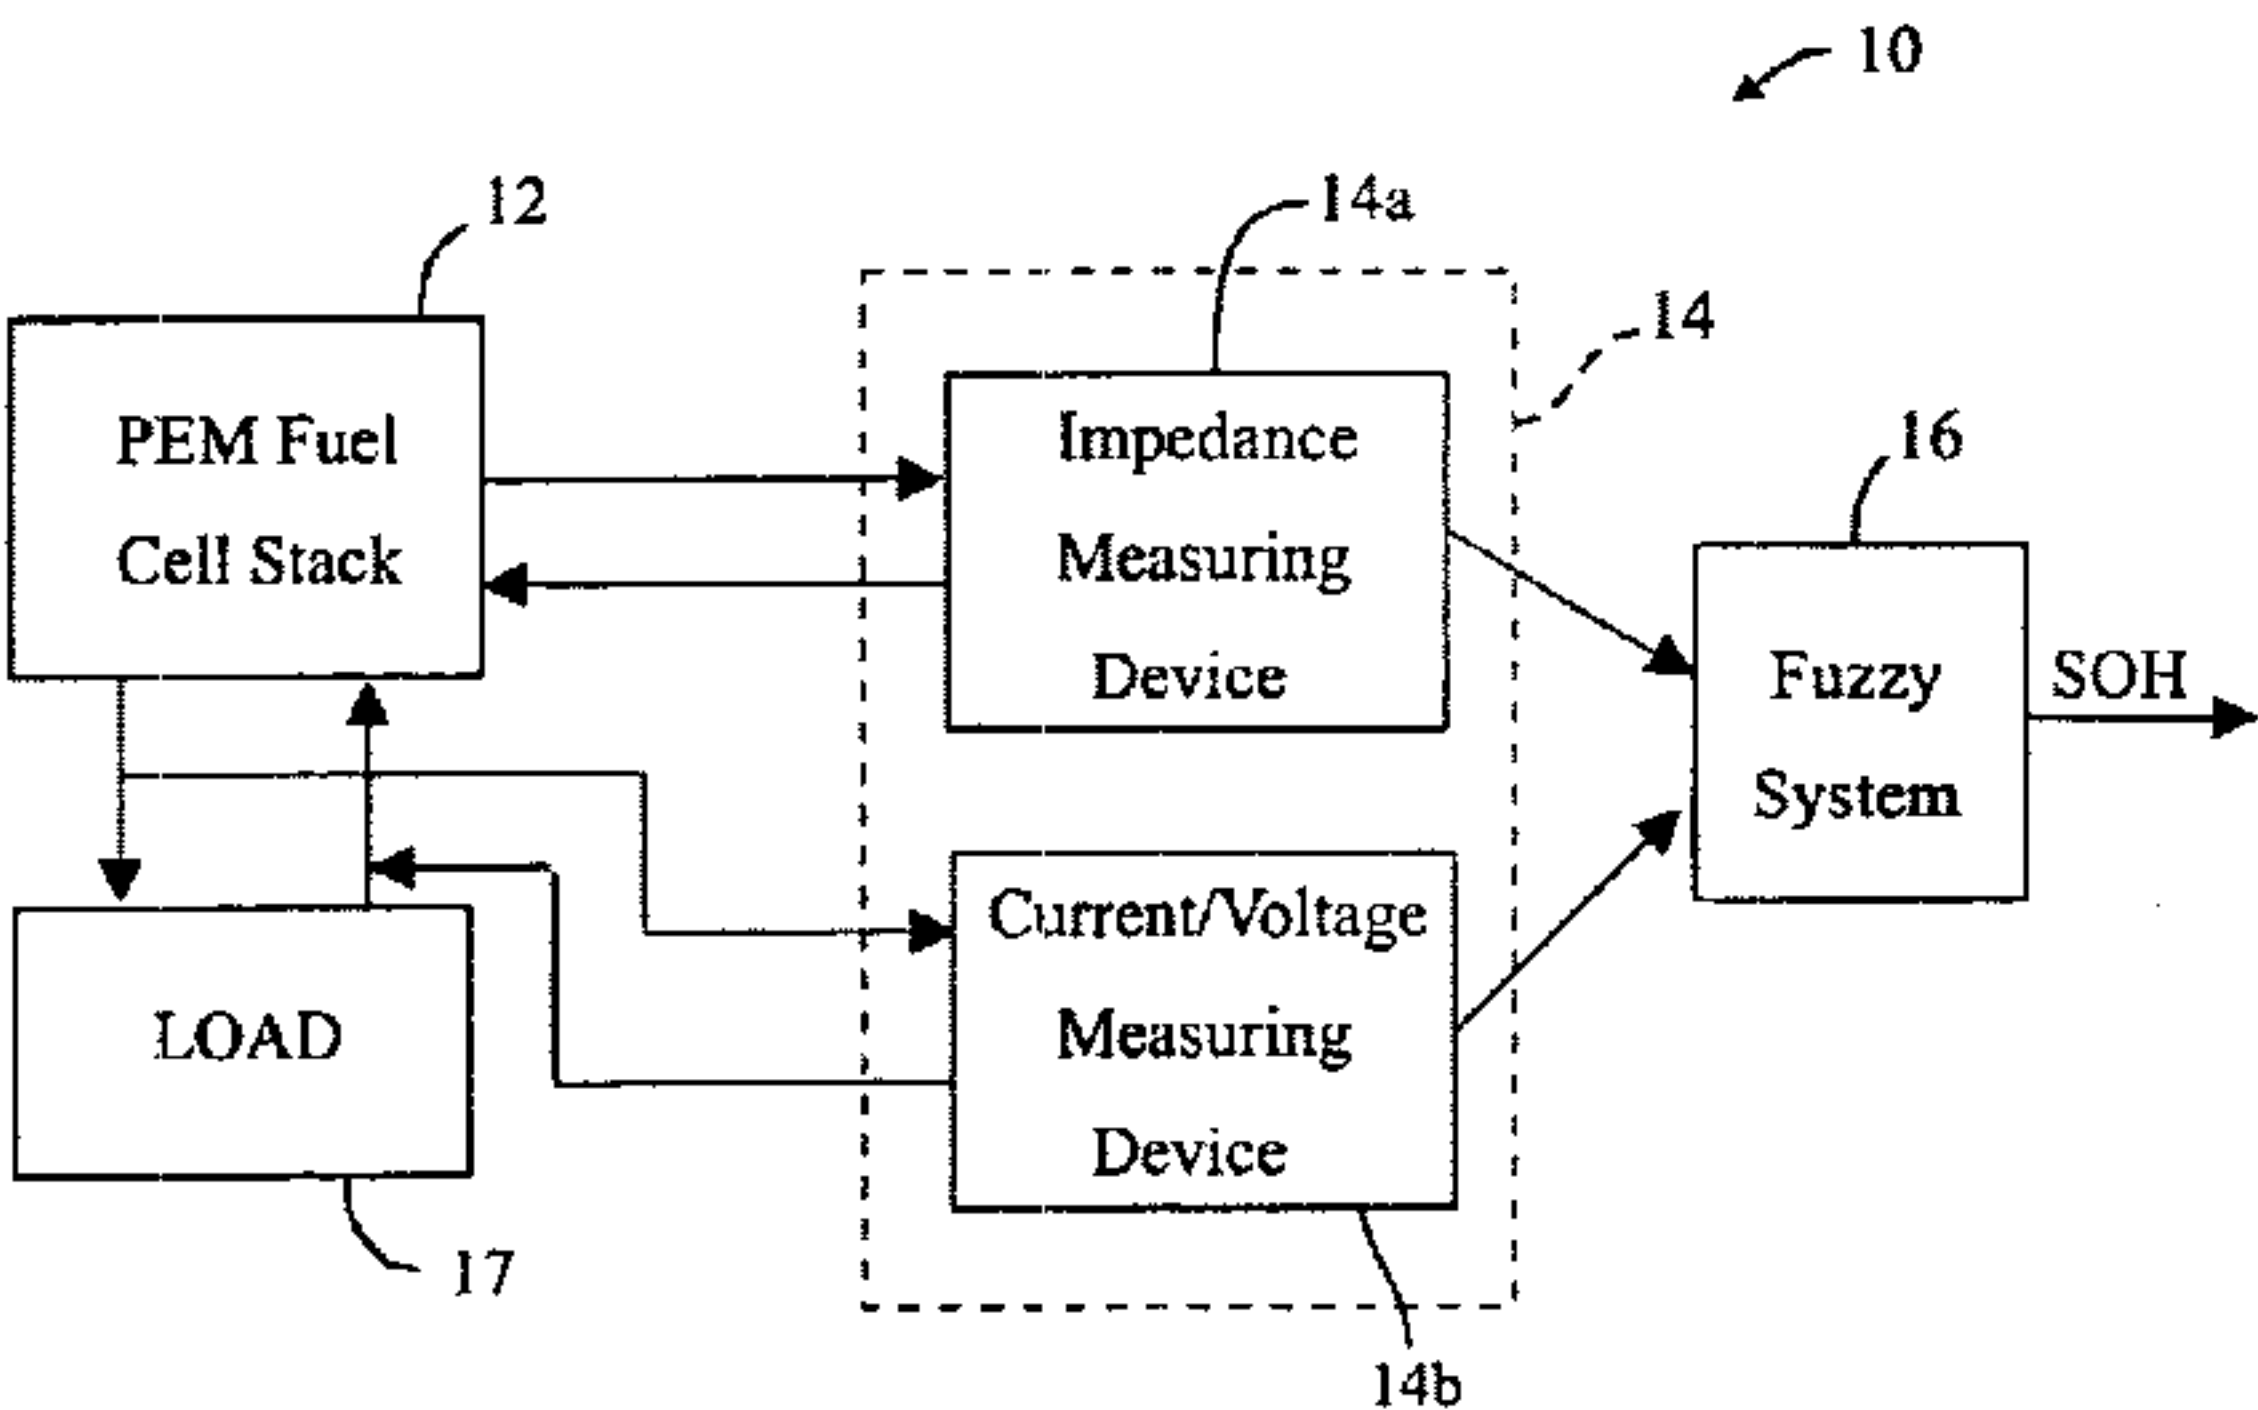 10
12
14a
14
PEM Fuel
Cell Stack
Impedance
Measuring
Device
16
Fuzzy
System
SOH
LOAD
Current/Voltage
Measuring
Device
17
14b